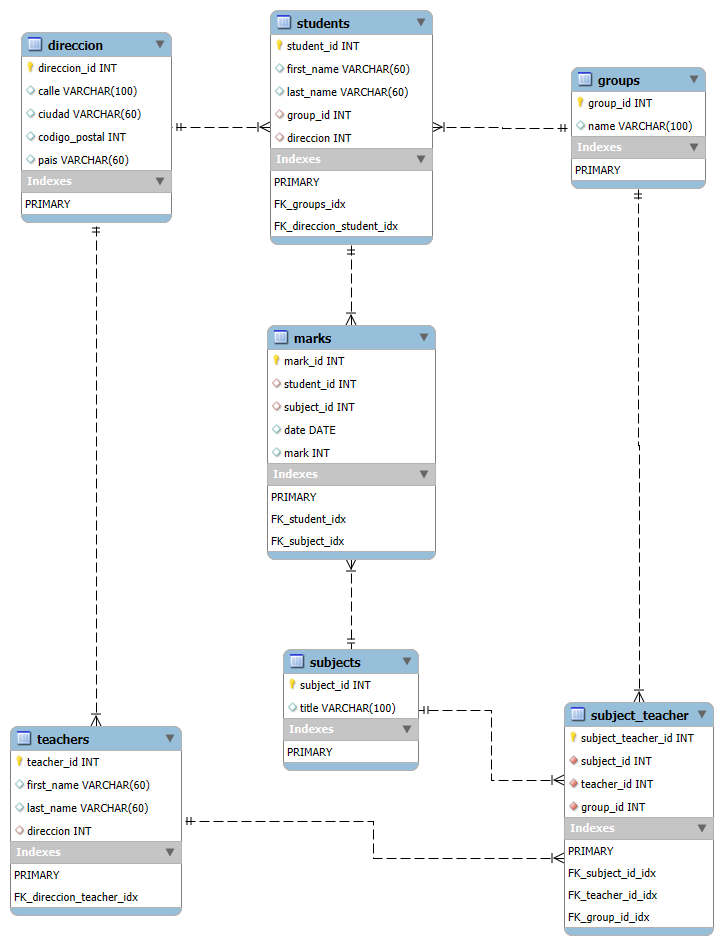 direccion
direccion_id INT
calle VARCHAR(100)
ciudad VARCHAR(60)
codigo_postal INT
pais VARCHAR(60)
Indexes
PRIMARY
students
student_id INT
first_name VARCHAR(60)
last_name VARCHAR(60)
group_id INT
direccion INT
Indexes
PRIMARY
FK_groups_idx
FK_direccion_student_idx
groups
group_id INT
name VARCHAR(100)
Indexes
PRIMARY
marks
mark_id INT
student_id INT
subject_id INT
date DATE
mark INT
Indexes
PRIMARY
FK_student_idx
FK_subject_idx
subjects
subject_id INT
title VARCHAR(100)
Indexes
PRIMARY
teachers
teacher_id INT
first_name VARCHAR(60)
last_name VARCHAR(60)
direccion INT
Indexes
PRIMARY
FK_direccion_teacher_idx
subject_teacher
subject_teacher_id INT
subject_id INT
teacher_id INT
group_id INT
Indexes
PRIMARY
FK_subject_id_idx
FK_teacher_id_idx
FK_group_id_idx